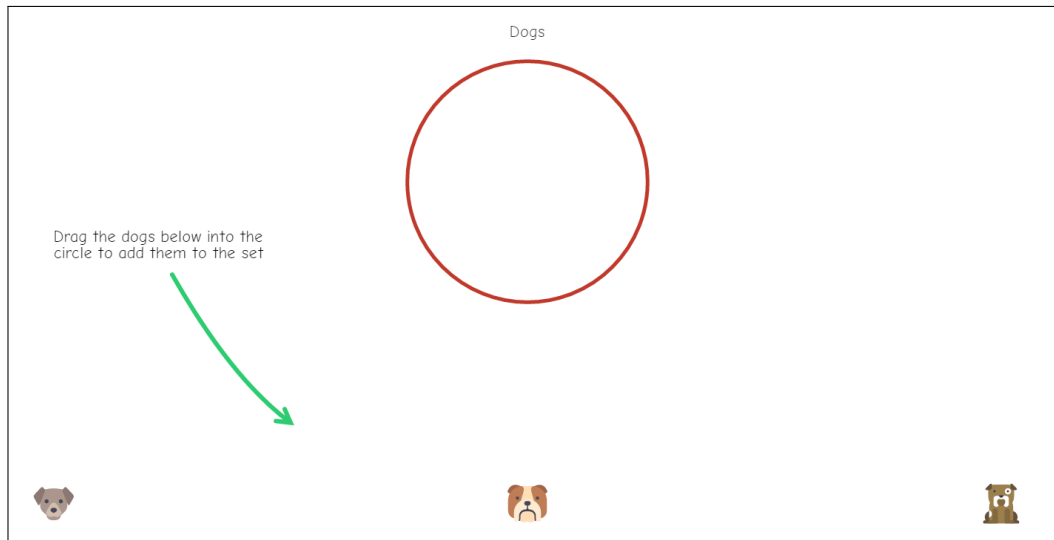 Dogs
Drag the dogs below into the
circle to add them to the set